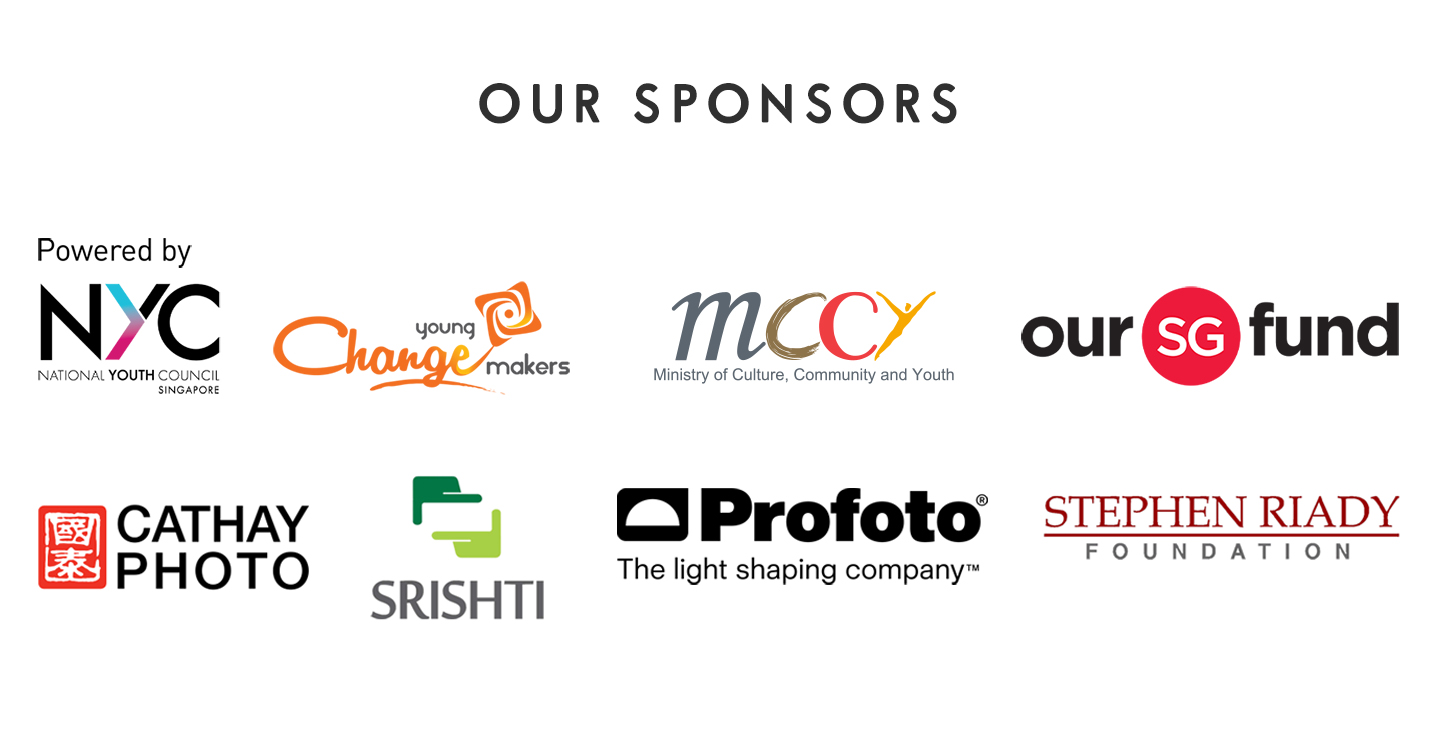 OUR SPONSORS
Powered by
NYC
NATIONAL YOUTH COUNCIL
SINGAPORE
young
Change
makers
mccy
Ministry of Culture, Community and Youth
our SG fund
國泰
CATHAY
PHOTO
SRISHTI
Profoto®
The light shaping company™
STEPHEN RIADY
FOUNDATION